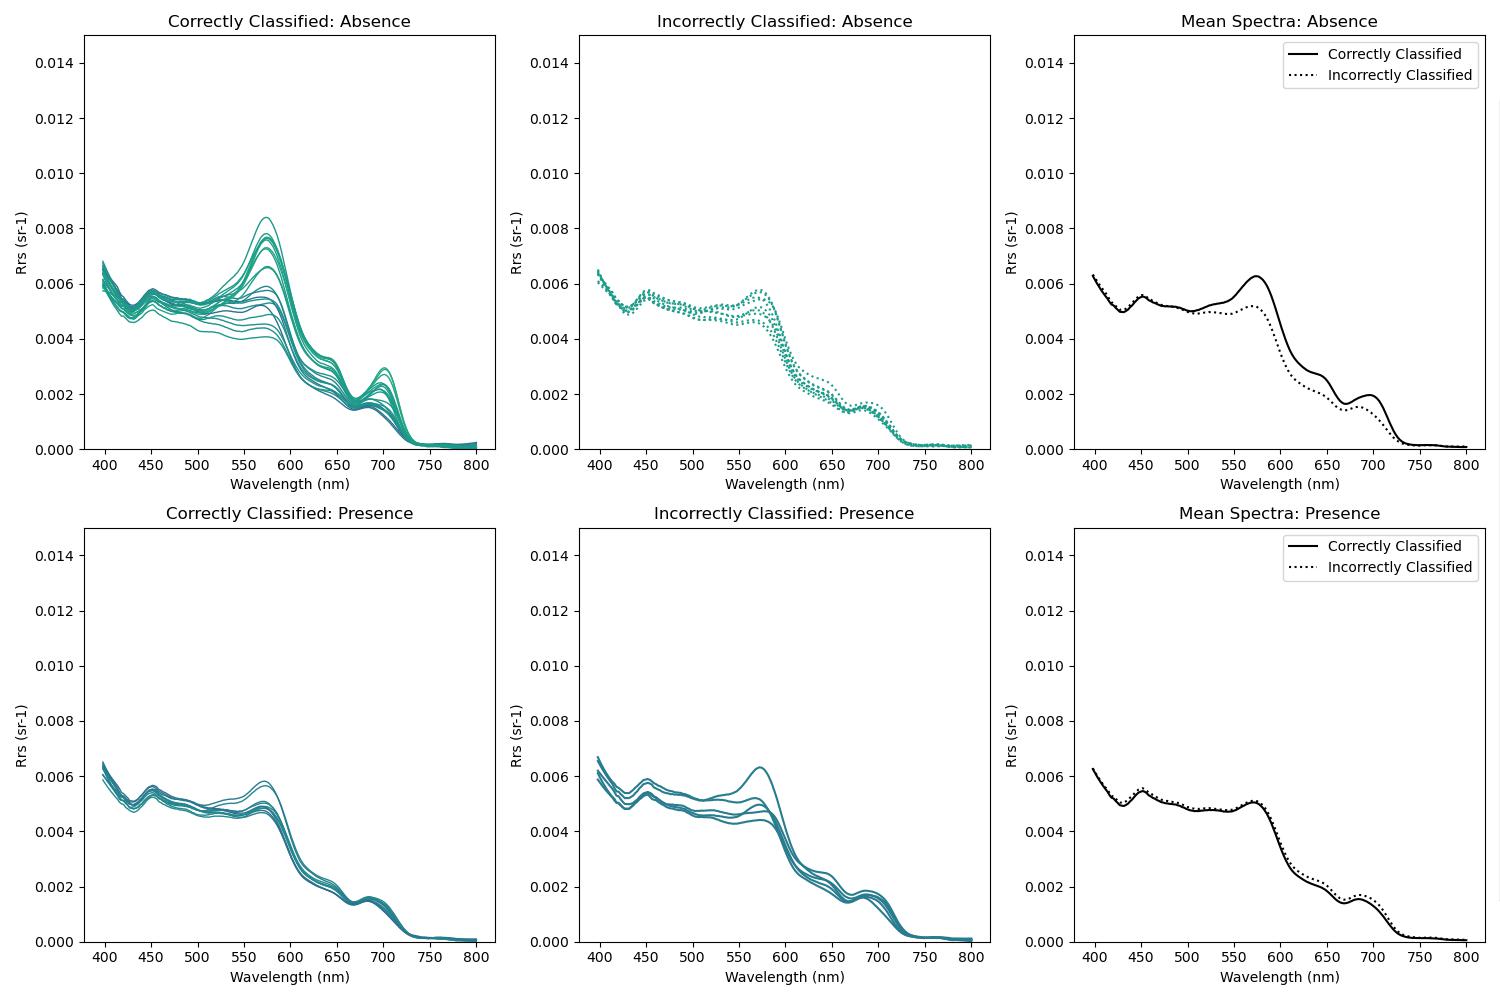 Correctly Classified: Absence
Rrs (sr-1)
0.014
0.012
0.010
0.008
0.006
0.004
0.002
0.000
400 450 500 550 600 650 700 750 800
Wavelength (nm)
Incorrectly Classified: Absence
Rrs (sr-1)
0.014
0.012
0.010
0.008
0.006
0.004
0.002
0.000
400 450 500 550 600 650 700 750 800
Wavelength (nm)
Mean Spectra: Absence
Correctly Classified
Incorrectly Classified
Rrs (sr-1)
0.014
0.012
0.010
0.008
0.006
0.004
0.002
0.000
400 450 500 550 600 650 700 750 800
Wavelength (nm)
Correctly Classified: Presence
Rrs (sr-1)
0.014
0.012
0.010
0.008
0.006
0.004
0.002
0.000
400 450 500 550 600 650 700 750 800
Wavelength (nm)
Incorrectly Classified: Presence
Rrs (sr-1)
0.014
0.012
0.010
0.008
0.006
0.004
0.002
0.000
400 450 500 550 600 650 700 750 800
Wavelength (nm)
Mean Spectra: Presence
Correctly Classified
Incorrectly Classified
Rrs (sr-1)
0.014
0.012
0.010
0.008
0.006
0.004
0.002
0.000
400 450 500 550 600 650 700 750 800
Wavelength (nm)